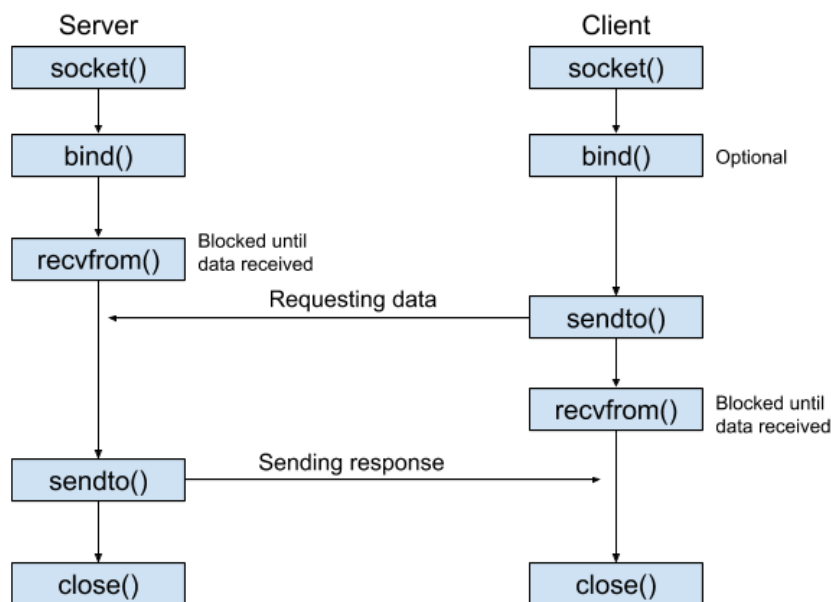 Server
Client
socket()
socket()
bind()
bind()
Optional
recvfrom()
Blocked until
data received
Requesting data
sendto()
recvfrom()
Blocked until
data received
Sending response
sendto()
close()
close()